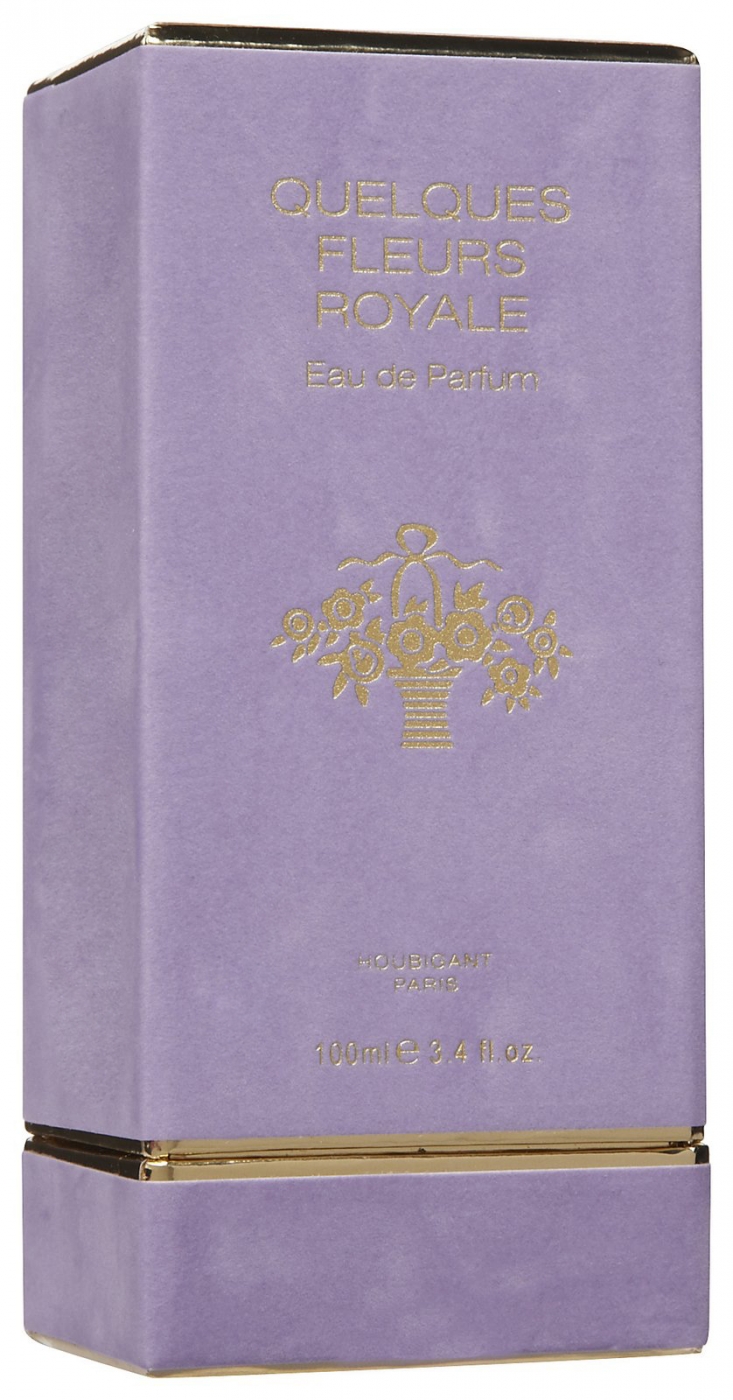 QUELQUES
FLEURS
ROYALE
Eau de Parfum
HOUBIGANT
PARIS
100ml e 3.4 fl.oz.